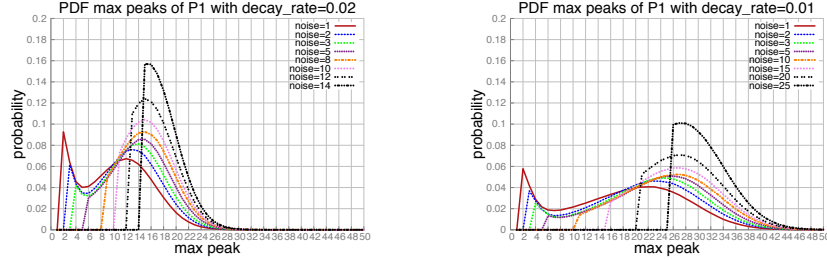 PDF max peaks of P1 with decay_rate=0.02
0.2
0.18
0.16
0.14
0.12
0.1
0.08
0.06
0.04
0.02
0
probability
noise=1
noise=2
noise=3
noise=5
noise=8
noise=10
noise=12
noise=14
0 2 4 6 8 10 12 14 16 18 20 22 24 26 28 30 32 34 36 38 40 42 44 46 48 50
max peak
PDF max peaks of P1 with decay_rate=0.01
0.2
0.18
0.16
0.14
0.12
0.1
0.08
0.06
0.04
0.02
0
probability
noise=1
noise=2
noise=3
noise=5
noise=10
noise=15
noise=20
noise=25
0 2 4 6 8 10 12 14 16 18 20 22 24 26 28 30 32 34 36 38 40 42 44 46 48 50
max peak